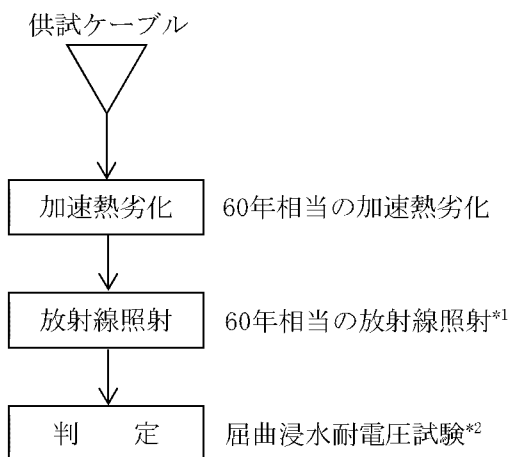 供試ケーブル
加速熱劣化 60年相当の加速熱劣化
放射線照射 60年相当の放射線照射*1
判 定 屈曲浸水耐電圧試験*2